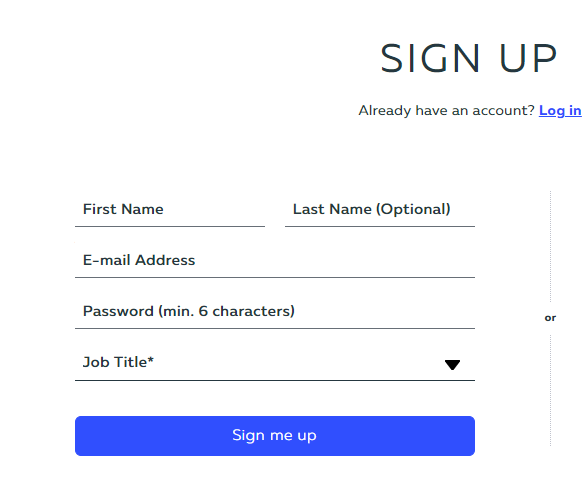 SIGN UP
Already have an account? Log in
First Name
Last Name (Optional)
E-mail Address
Password (min. 6 characters)
or
Job Title*
Sign me up